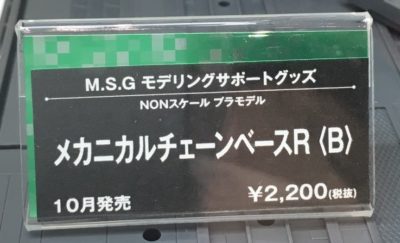 M.S.G モデリングサポートグッズ
NONスケール プラモデル
メカニカルチェーンベースR〈B〉
10月発売 ¥2,200(税抜)